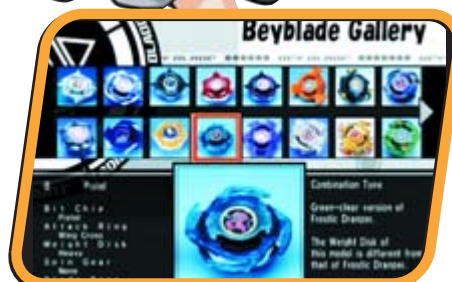 Beyblade Gallery
Pistol
Bit Chip
Pistol
Attack Ring
Wing Cross
Weight Disk
Heavy
Spin Gear
None
Combination Type
Green-clear version of
Frostic Dranzer.
The Weight Disk of
this model is different from
that of Frostic Dranzer.